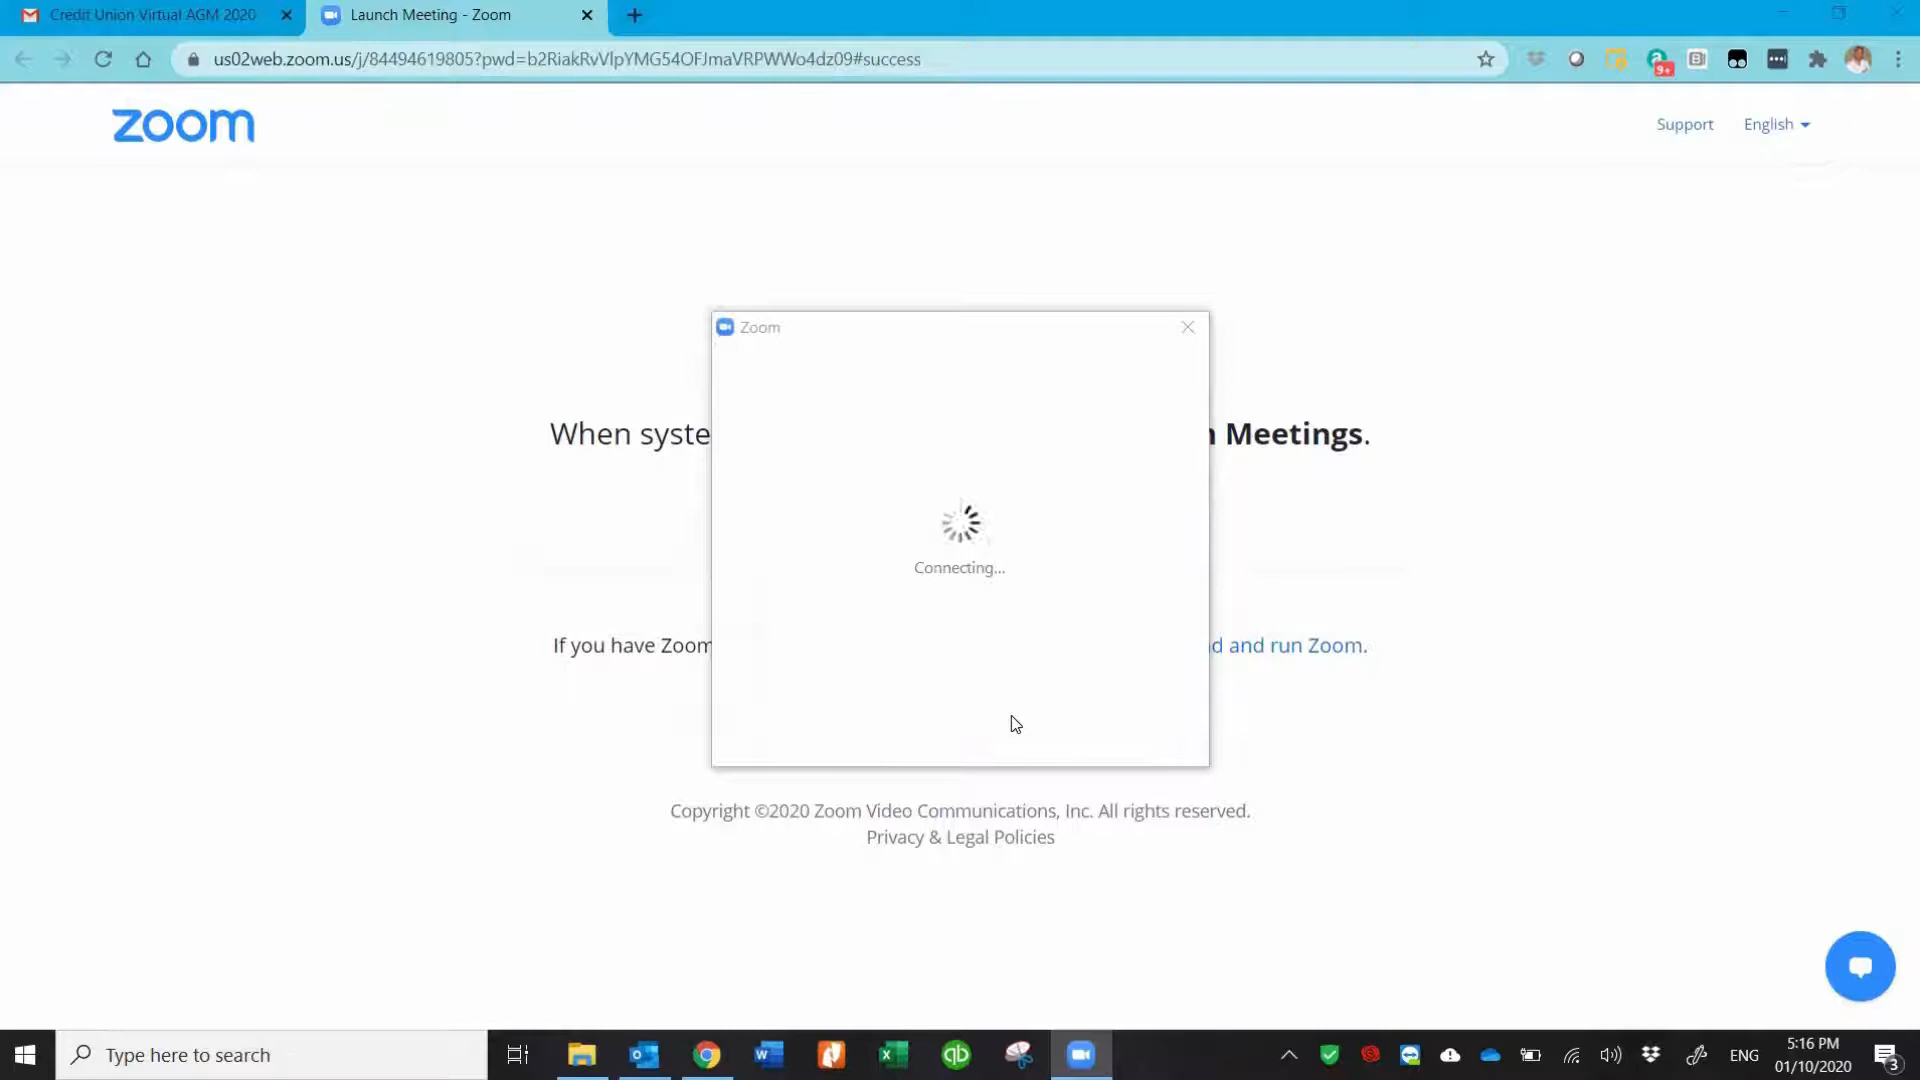 Credit Union Virtual AGM 2020
Launch Meeting - Zoom
us02web.zoom.us/j/84494619805?pwd=b2RiakRvVlpYMG54OFJmaVRPWWo4dz09#success
9+
zoom
Support
English
Zoom
When syste
n Meetings.
Connecting...
If you have Zoom
d and run Zoom.
Copyright ©2020 Zoom Video Communications, Inc. All rights reserved.
Privacy & Legal Policies
Type here to search
ENG
5:16 PM
01/10/2020
3